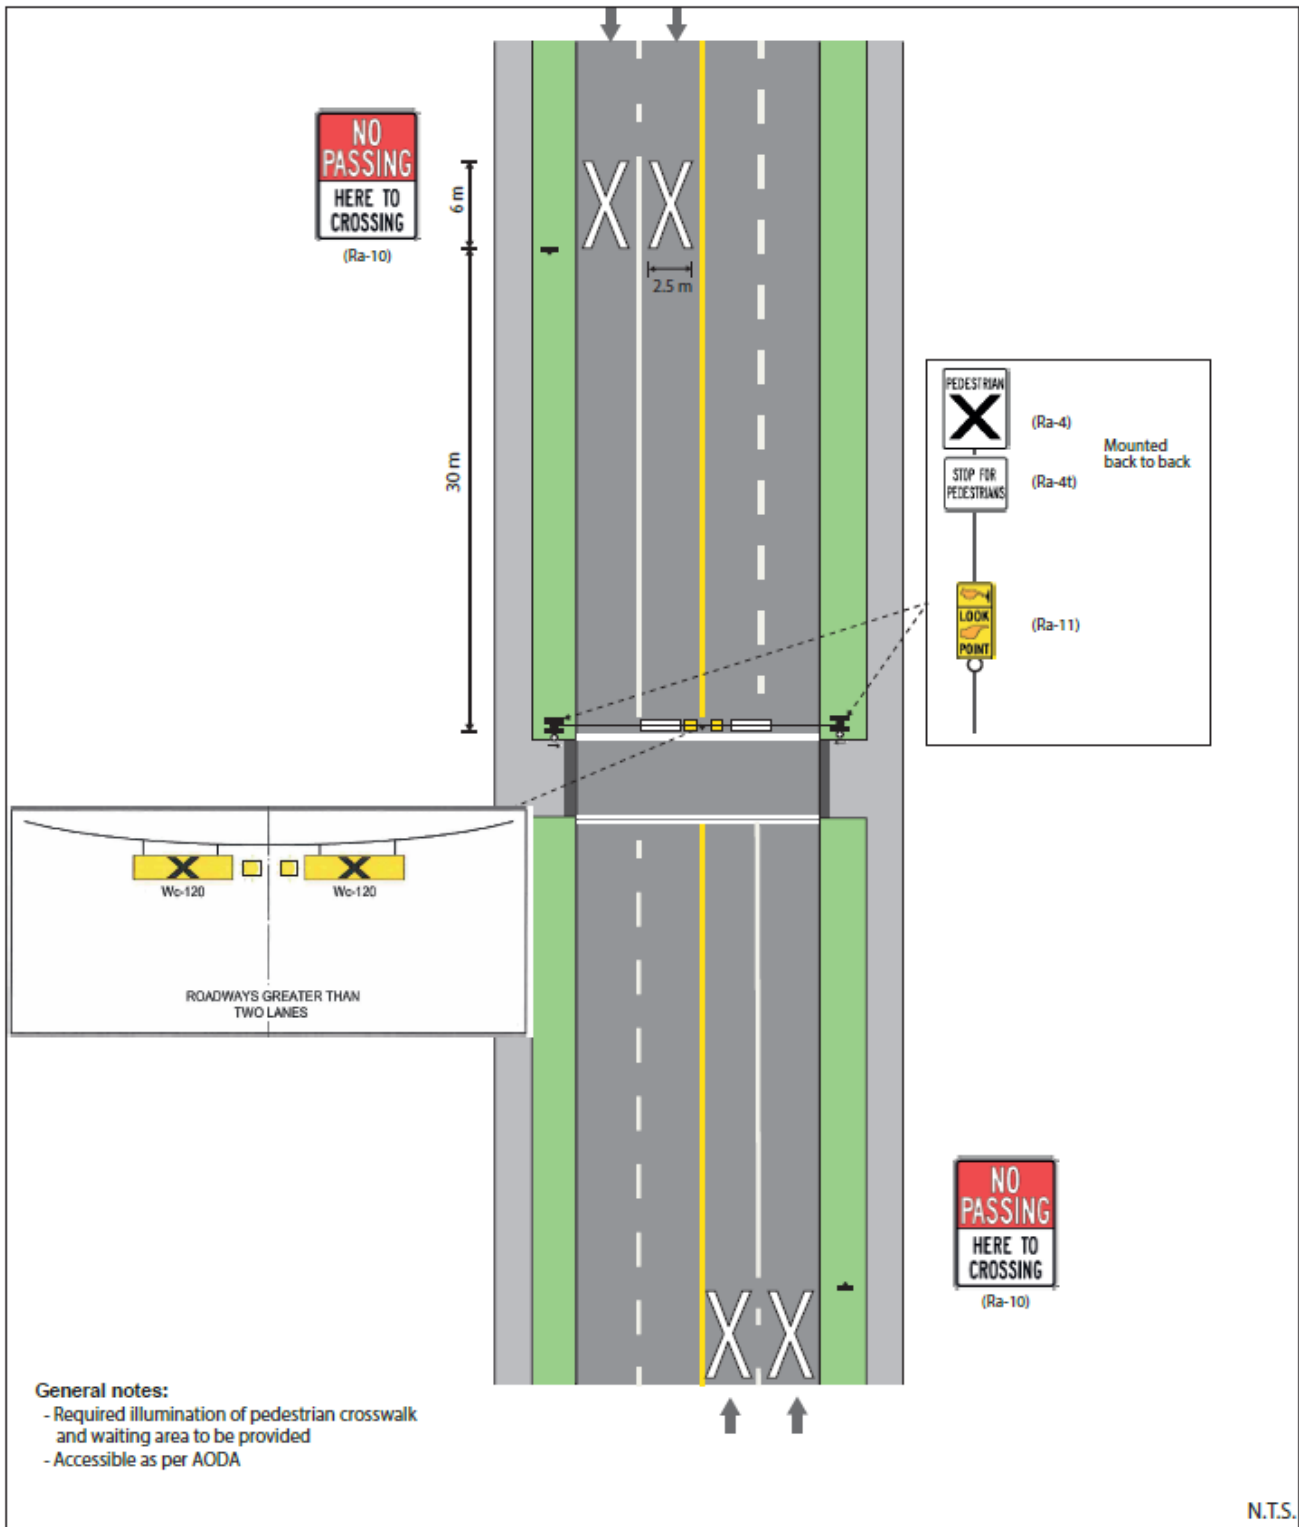 NO
PASSING
HERE TO
CROSSING
(Ra-10)
6 m
2.5 m
30 m
PEDESTRIAN
X
(Ra-4)
Mounted
back to back
STOP FOR
PEDESTRIANS
(Ra-4t)
LOOK
POINT
(Ra-11)
Wc-120
Wc-120
ROADWAYS GREATER THAN
TWO LANES
NO
PASSING
HERE TO
CROSSING
(Ra-10)
General notes:
- Required illumination of pedestrian crosswalk
and waiting area to be provided
- Accessible as per AODA
N.T.S.